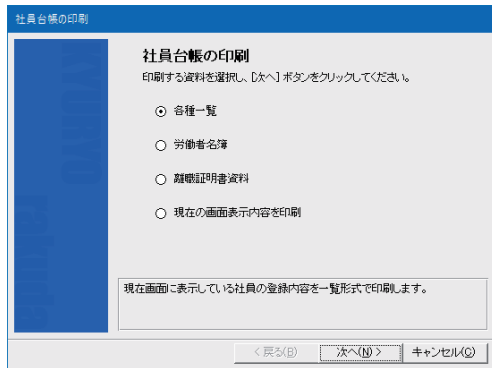 社員台帳の印刷
社員台帳の印刷
印刷する資料を選択し、[次へ] ボタンをクリックしてください。
各種一覧
労働者名簿
離職証明書資料
現在の画面表示内容を印刷
KYURYO
rakuda
現在画面に表示している社員の登録内容を一覧形式で印刷します。
< 戻る(B)
次へ(N) >
キャンセル(C)